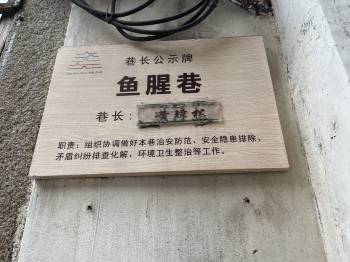 巷长公示牌
鱼腥巷
巷长：
职责：组织协调做好本巷治安防范、安全隐患排除、
矛盾纠纷排查化解、环境卫生整治等工作。